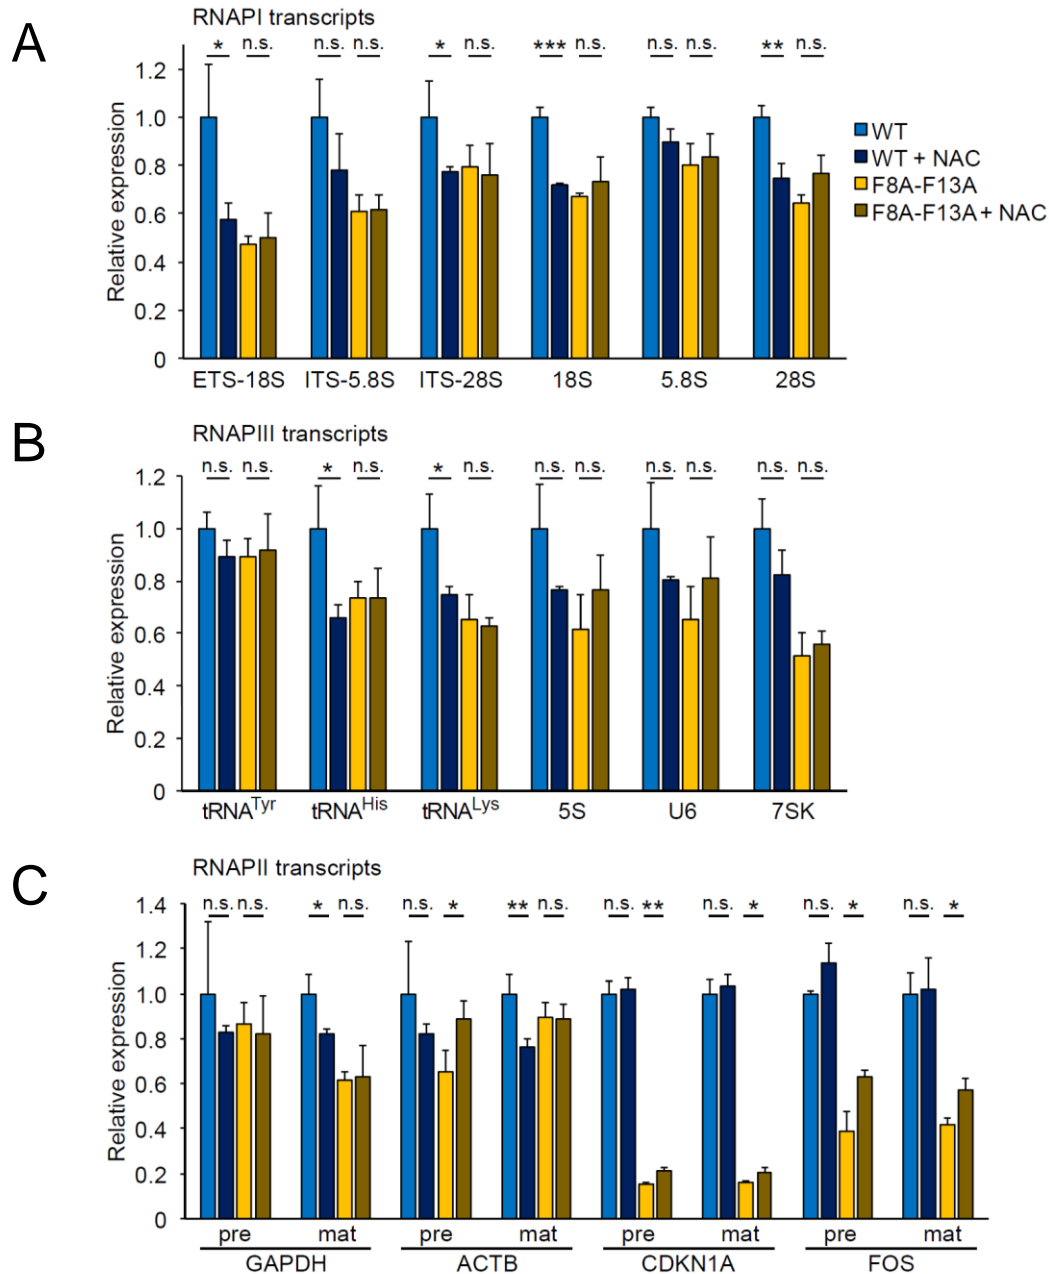 A
RNAPI transcripts
* n.s. n.s. n.s. * n.s. *** n.s. n.s. n.s. ** n.s.
Relative expression
1.2
1.0
0.8
0.6
0.4
0.2
0
ETS-18S ITS-5.8S ITS-28S 18S 5.8S 28S
WT
WT + NAC
F8A-F13A
F8A-F13A + NAC
B
RNAPIII transcripts
n.s. n.s. * n.s. * n.s. n.s. n.s. n.s. n.s. n.s. n.s.
Relative expression
1.2
1.0
0.8
0.6
0.4
0.2
0
tRNATyr tRNAHis tRNALys 5S U6 7SK
C
RNAPII transcripts
n.s. n.s. * n.s. n.s. * ** n.s. n.s. ** n.s. * n.s. * n.s. *
Relative expression
1.4
1.2
1.0
0.8
0.6
0.4
0.2
0
pre mat pre mat pre mat pre mat
GAPDH ACTB CDKN1A FOS